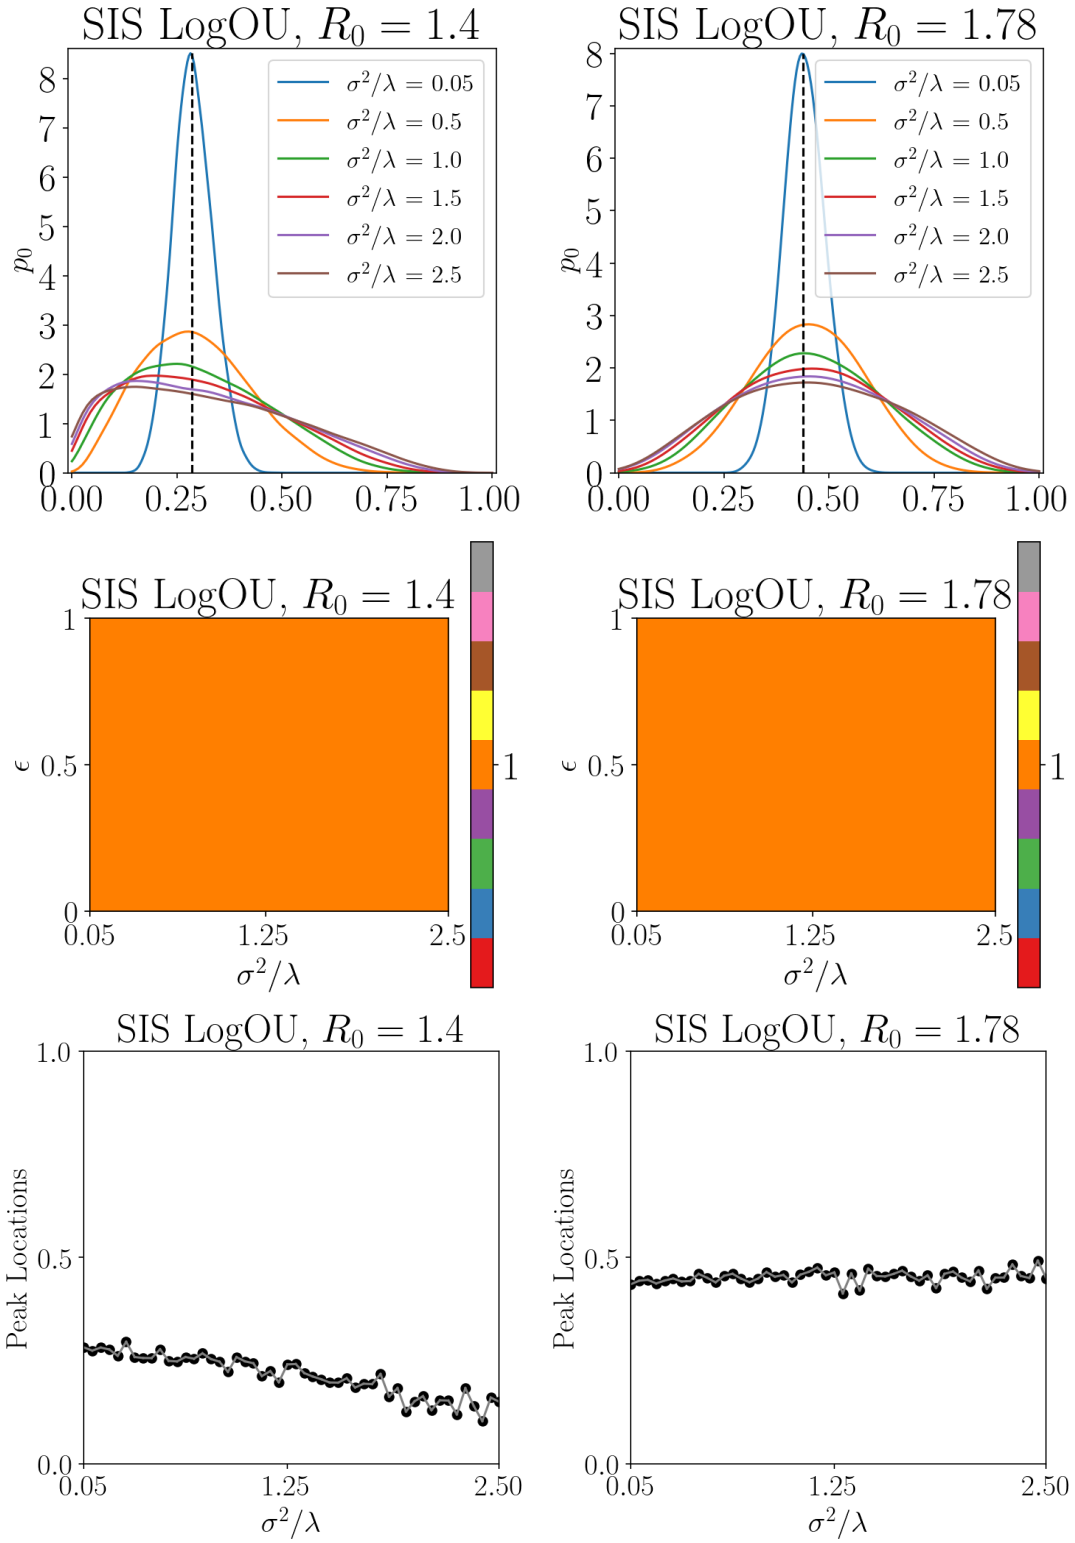 SIS LogOU, R₀ = 1.4
p₀
8
7
6
5
4
3
2
1
0
0.00 0.25 0.50 0.75 1.00
σ²/λ = 0.05
σ²/λ = 0.5
σ²/λ = 1.0
σ²/λ = 1.5
σ²/λ = 2.0
σ²/λ = 2.5
SIS LogOU, R₀ = 1.78
p₀
8
7
6
5
4
3
2
1
0
0.00 0.25 0.50 0.75 1.00
σ²/λ = 0.05
σ²/λ = 0.5
σ²/λ = 1.0
σ²/λ = 1.5
σ²/λ = 2.0
σ²/λ = 2.5
SIS LogOU, R₀ = 1.4
ϵ
1
0.5
0
0.05 1.25 2.5
σ²/λ
1
SIS LogOU, R₀ = 1.78
ϵ
1
0.5
0
0.05 1.25 2.5
σ²/λ
1
SIS LogOU, R₀ = 1.4
Peak Locations
1.0
0.5
0.0
0.05 1.25 2.50
σ²/λ
SIS LogOU, R₀ = 1.78
Peak Locations
1.0
0.5
0.0
0.05 1.25 2.50
σ²/λ